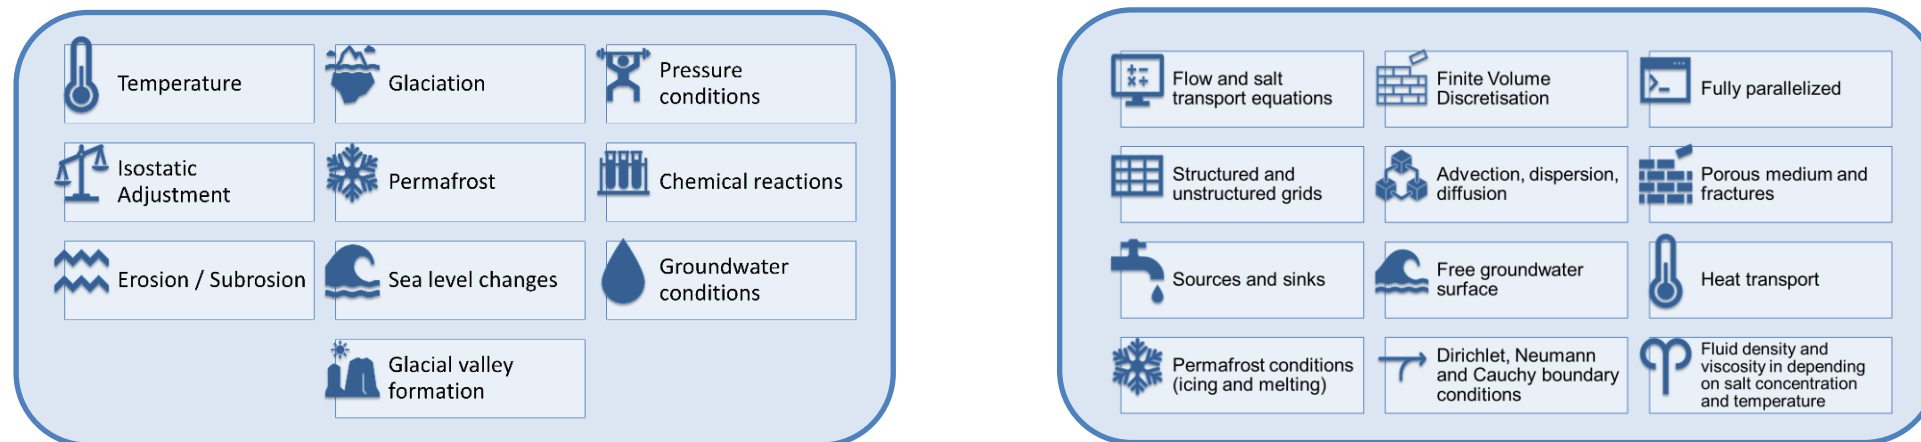 Temperature
Glaciation
Pressure
conditions
Isostatic
Adjustment
Permafrost
Chemical reactions
Erosion / Subrosion
Sea level changes
Groundwater
conditions
Glacial valley
formation
Flow and salt
transport equations
Finite Volume
Discretisation
Fully parallelized
Structured and
unstructured grids
Advection, dispersion,
diffusion
Porous medium and
fractures
Sources and sinks
Free groundwater
surface
Heat transport
Permafrost conditions
(icing and melting)
Dirichlet, Neumann
and Cauchy boundary
conditions
Fluid density and
viscosity in depending
on salt concentration
and temperature